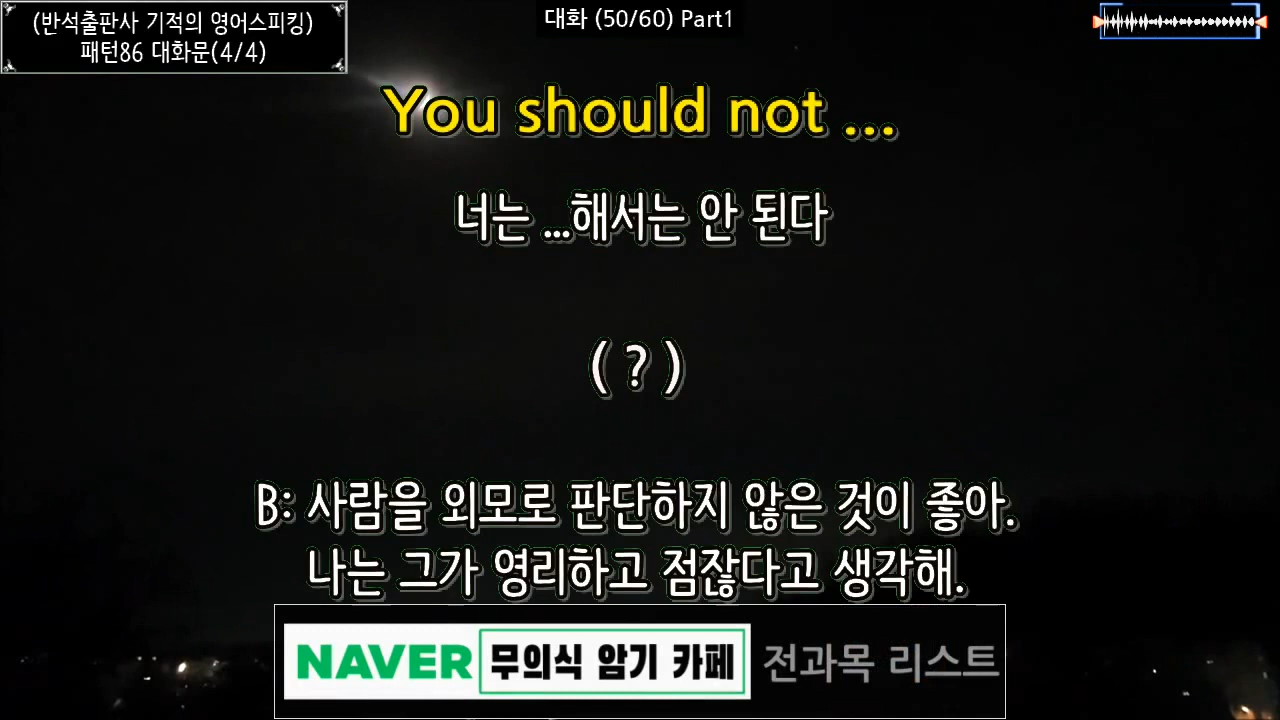 (반석출판사 기적의 영어스피킹)
패턴86 대화문(4/4)
대화 (50/60) Part1
You should not ...
너는 ...해서는 안 된다
( ? )
B: 사람을 외모로 판단하지 않은 것이 좋아.
나는 그가 영리하고 점잖다고 생각해.
NAVER 무의식 암기 카페 전과목 리스트